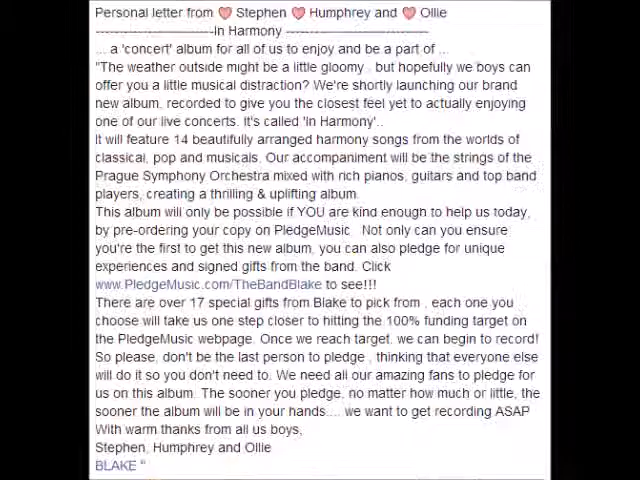 Personal letter from ❤ Stephen ❤ Humphrey and ❤ Ollie
---------------------------In Harmony ---------------------------------
... a 'concert' album for all of us to enjoy and be a part of ...
"The weather outside might be a little gloomy , but hopefully we boys can
offer you a little musical distraction? We're shortly launching our brand
new album, recorded to give you the closest feel yet to actually enjoying
one of our live concerts. It's called 'In Harmony'..
It will feature 14 beautifully arranged harmony songs from the worlds of
classical, pop and musicals. Our accompaniment will be the strings of the
Prague Symphony Orchestra mixed with rich pianos, guitars and top band
players, creating a thrilling & uplifting album.
This album will only be possible if YOU are kind enough to help us today,
by pre-ordering your copy on PledgeMusic   Not only can you ensure
you're the first to get this new album, you can also pledge for unique
experiences and signed gifts from the band. Click
www.PledgeMusic.com/TheBandBlake to see!!!
There are over 17 special gifts from Blake to pick from , each one you
choose will take us one step closer to hitting the 100% funding target on
the PledgeMusic webpage. Once we reach target, we can begin to record!
So please, don't be the last person to pledge , thinking that everyone else
will do it so you don't need to. We need all our amazing fans to pledge for
us on this album. The sooner you pledge, no matter how much or little, the
sooner the album will be in your hands.... we want to get recording ASAP
With warm thanks from all us boys,
Stephen, Humphrey and Ollie
BLAKE "